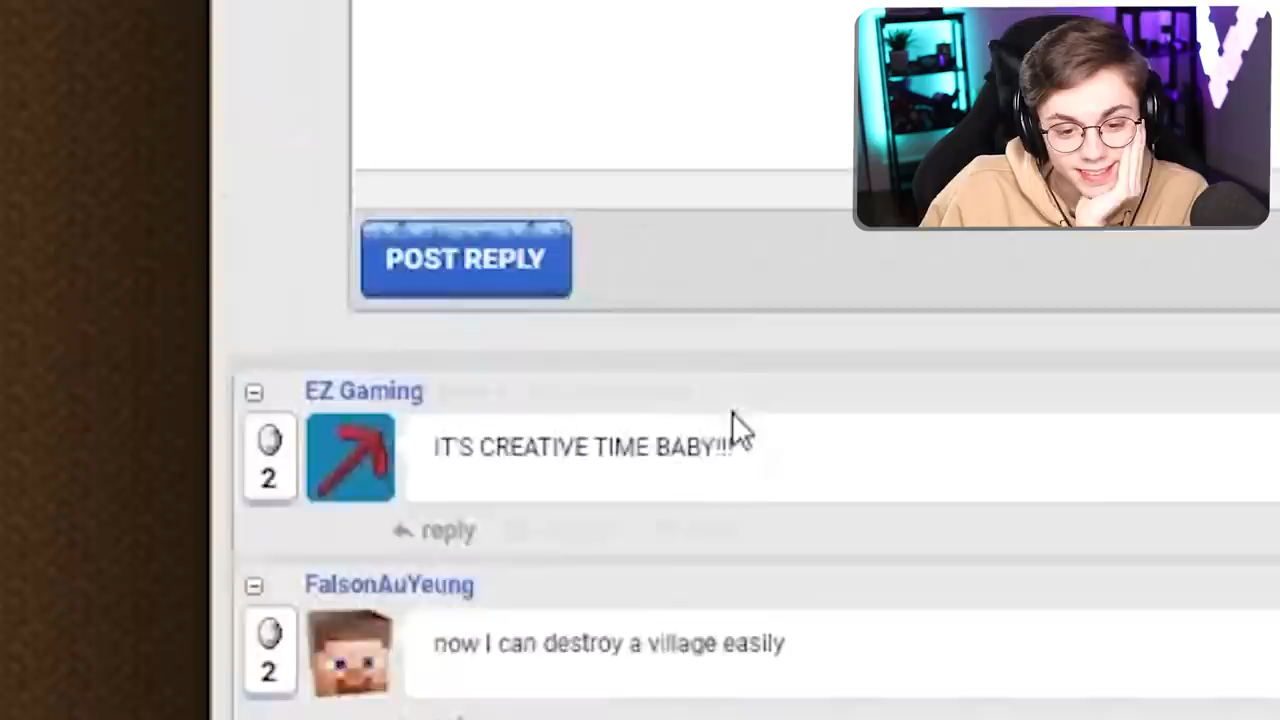 POST REPLY
EZ Gaming
2
IT'S CREATIVE TIME BABY!!!
reply
FalsonAuYeung
2
now I can destroy a village easily